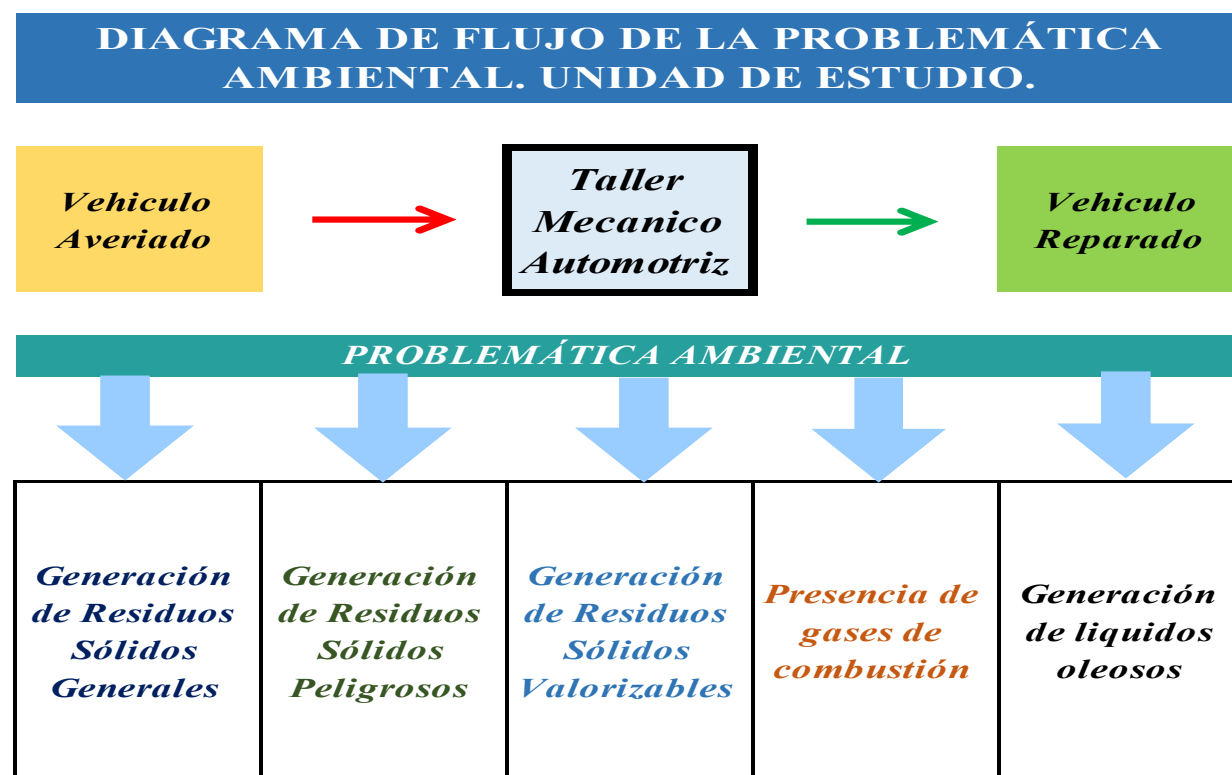 DIAGRAMA DE FLUJO DE LA PROBLEMÁTICA
AMBIENTAL. UNIDAD DE ESTUDIO.
Vehiculo
Averiado
Taller
Mecanico
Automotriz
Vehiculo
Reparado
PROBLEMÁTICA AMBIENTAL
Generación
de Residuos
Sólidos
Generales
Generación
de Residuos
Sólidos
Peligrosos
Generación
de Residuos
Sólidos
Valorizables
Presencia de
gases de
combustión
Generación
de liquidos
oleosos